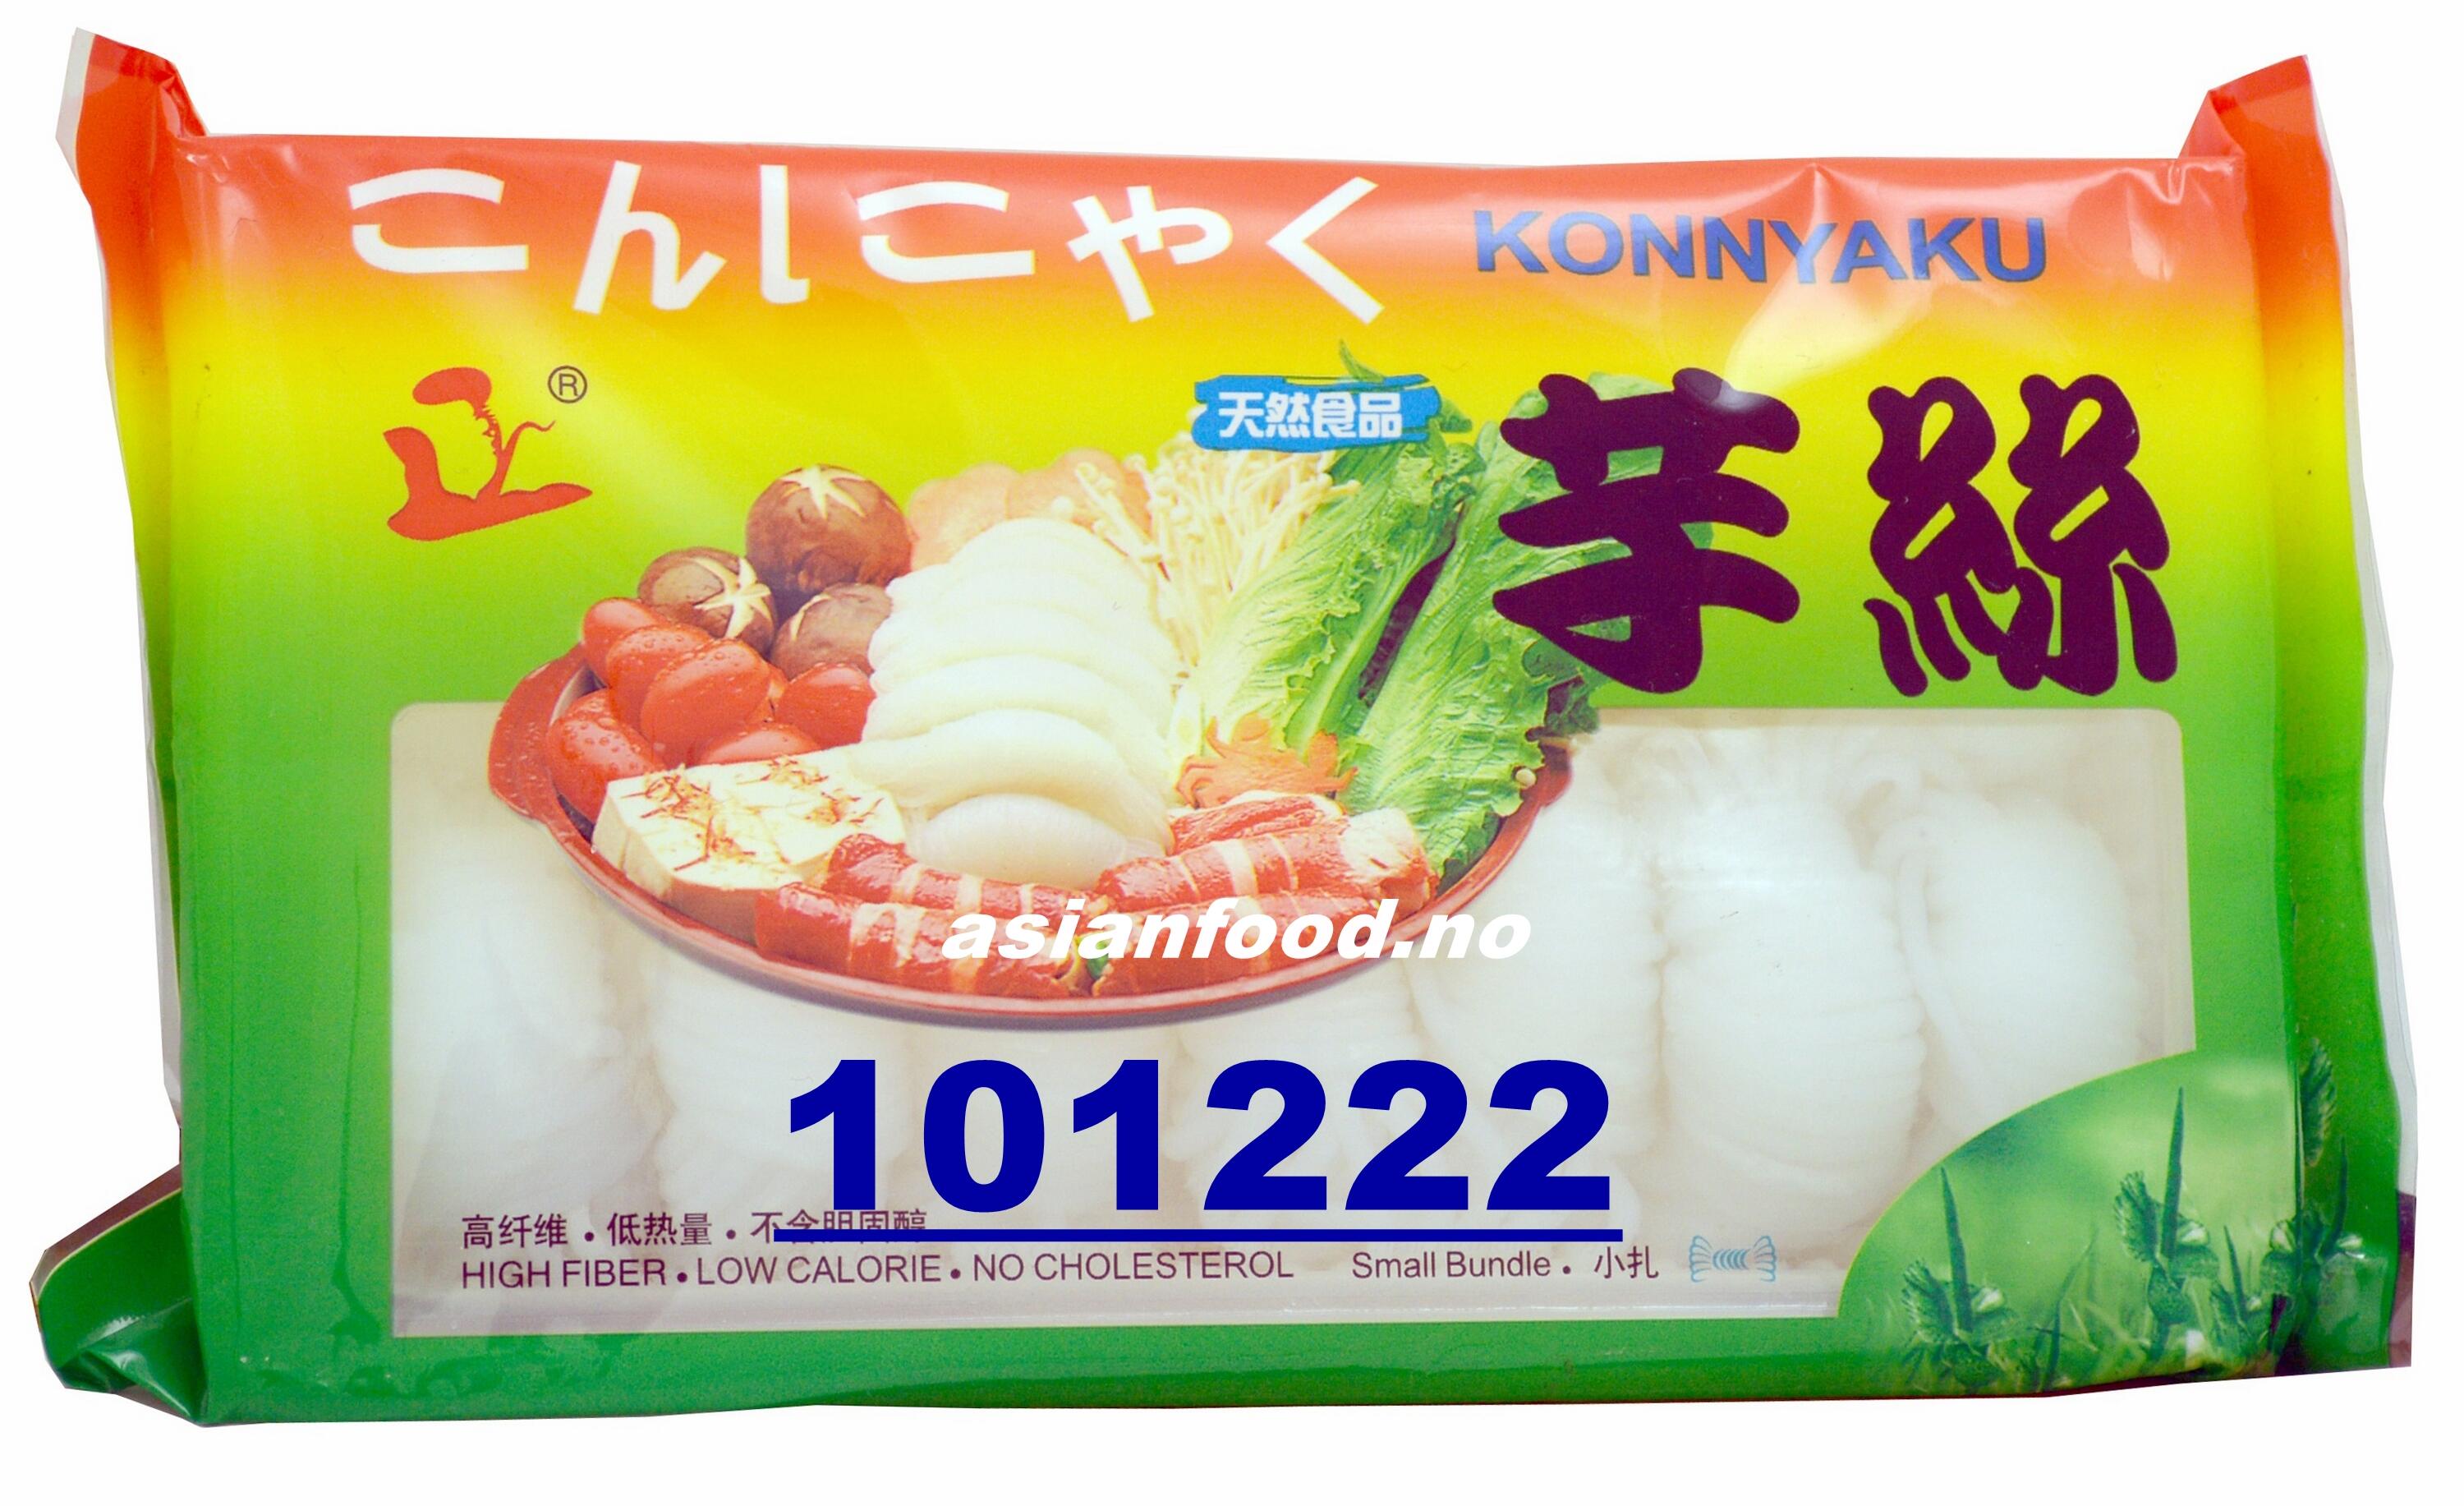 こんにゃく KONNYAKU
®
天然食品
芋絲
asianfood.no
101222
高纤维・低热量・不含胆固醇
HIGH FIBER • LOW CALORIE • NO CHOLESTEROL Small Bundle • 小扎